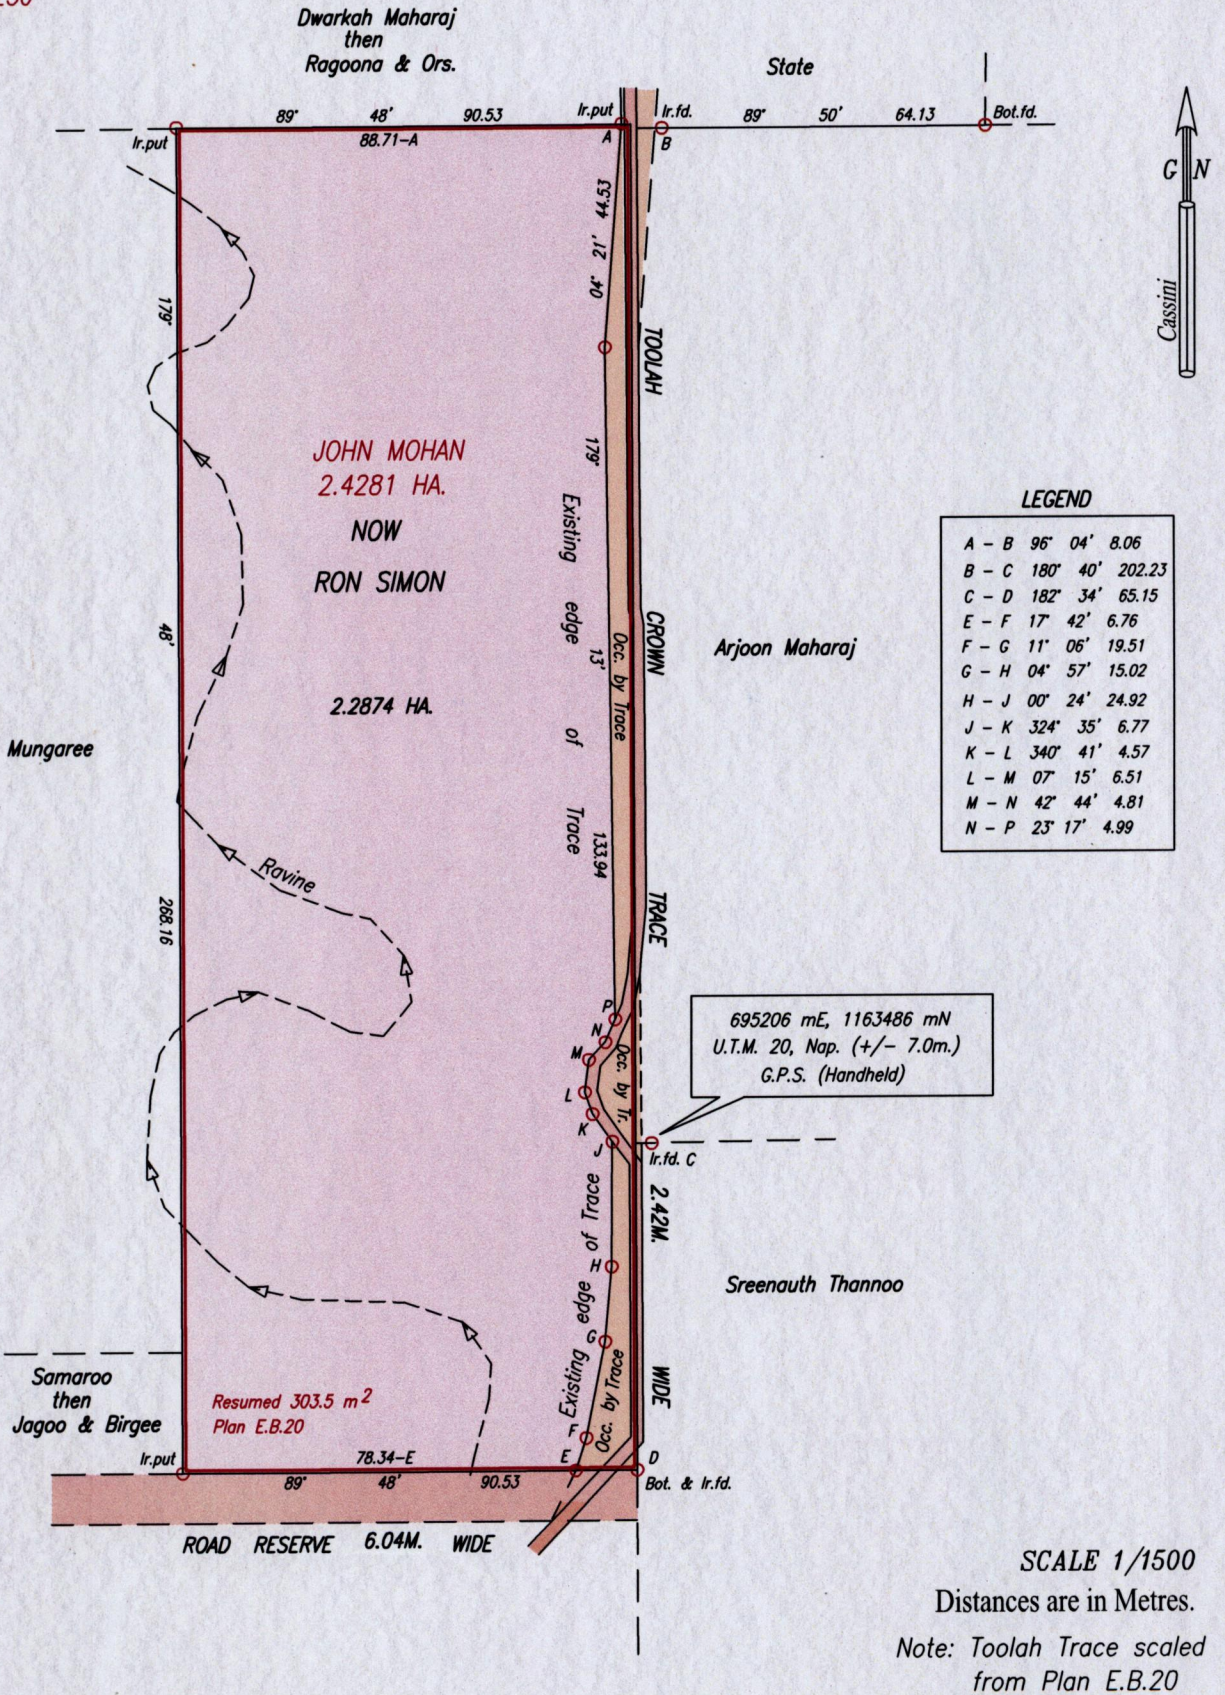 Dwarkah Maharaj
then
Ragoona & Ors.
State
89° 48' 90.53
Ir.put
Ir.fd.
89° 50' 64.13
Bot.fd.
Ir.put
88.71-A
A
B
G N
Cassini
04° 21' 44.53
179° 48' 268.16
TOOLAH CROWN TRACE 2.42M. WIDE
179° 13' 133.94
Existing edge of Trace
Occ. by Trace
JOHN MOHAN
2.4281 HA.
NOW
RON SIMON
2.2874 HA.
LEGEND
A - B 96° 04' 8.06
B - C 180° 40' 202.23
C - D 182° 34' 65.15
E - F 17° 42' 6.76
F - G 11° 06' 19.51
G - H 04° 57' 15.02
H - J 00° 24' 24.92
J - K 324° 35' 6.77
K - L 340° 41' 4.57
L - M 07° 15' 6.51
M - N 42° 44' 4.81
N - P 23° 17' 4.99
Arjoon Maharaj
Mungaree
Ravine
P
N
M
L
K
J
Occ. by Tr.
695206 mE, 1163486 mN
U.T.M. 20, Nap. (+/- 7.0m.)
G.P.S. (Handheld)
Ir.fd. C
H
G
F
E
D
Existing edge of Trace
Occ. by Trace
Sreenauth Thannoo
Samaroo
then
Jagoo & Birgee
Resumed 303.5 m2
Plan E.B.20
Ir.put
78.34-E
89° 48' 90.53
Bot. & Ir.fd.
ROAD RESERVE 6.04M. WIDE
SCALE 1/1500
Distances are in Metres.
Note: Toolah Trace scaled
from Plan E.B.20